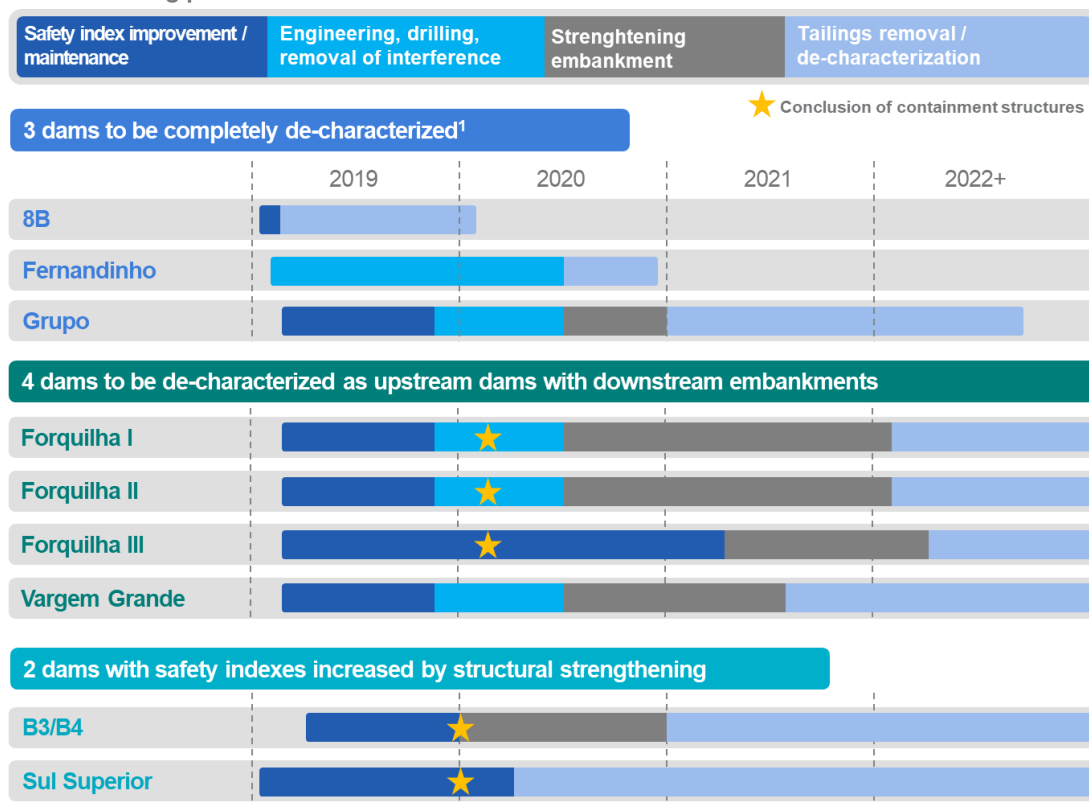 Safety index improvement /
maintenance
Engineering, drilling,
removal of interference
Strenghtening
embankment
Tailings removal /
de-characterization
Conclusion of containment structures
3 dams to be completely de-characterized¹
2019 2020 2021 2022+
8B
Fernandinho
Grupo
4 dams to be de-characterized as upstream dams with downstream embankments
Forquilha I
Forquilha II
Forquilha III
Vargem Grande
2 dams with safety indexes increased by structural strengthening
B3/B4
Sul Superior